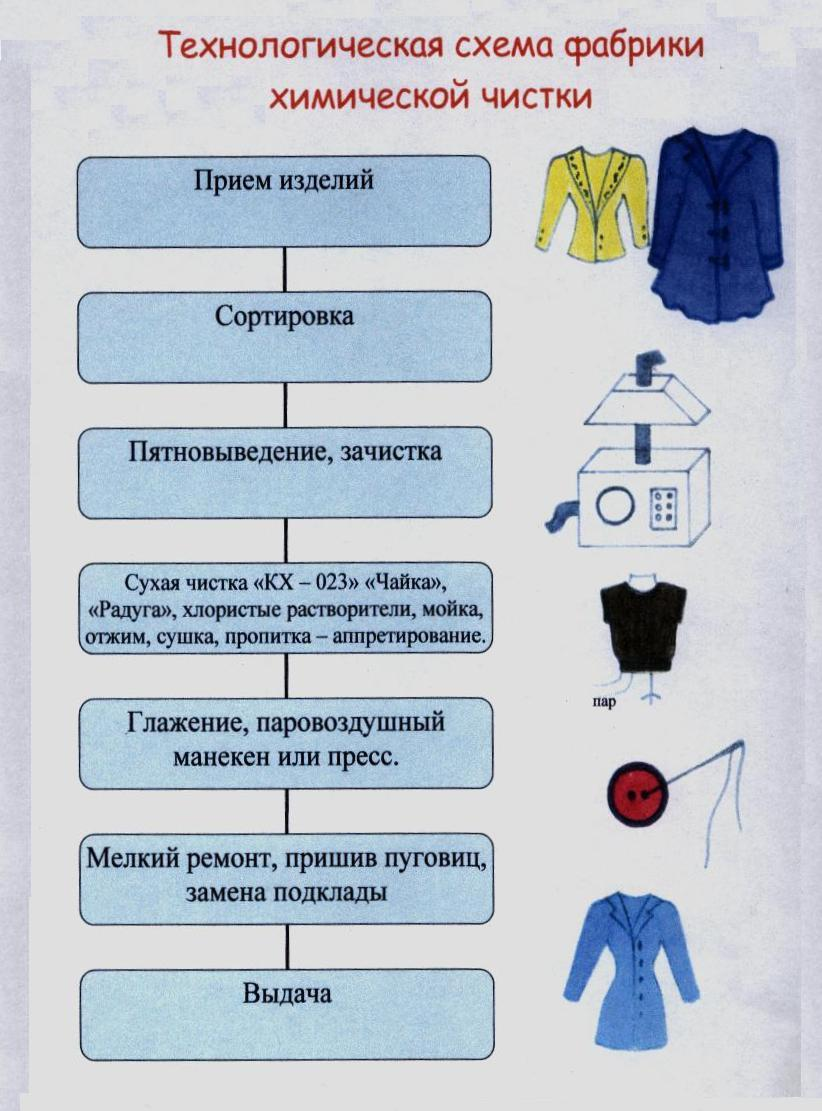 Технологическая схема фабрики
химической чистки
Прием изделий
Сортировка
Пятновыведение, зачистка
Сухая чистка «КХ – 023» «Чайка»,
«Радуга», хлористые растворители, мойка,
отжим, сушка, пропитка – аппретирование.
пар
Глажение, паровоздушный
манекен или пресс.
Мелкий ремонт, пришив пуговиц,
замена подклады
Выдача